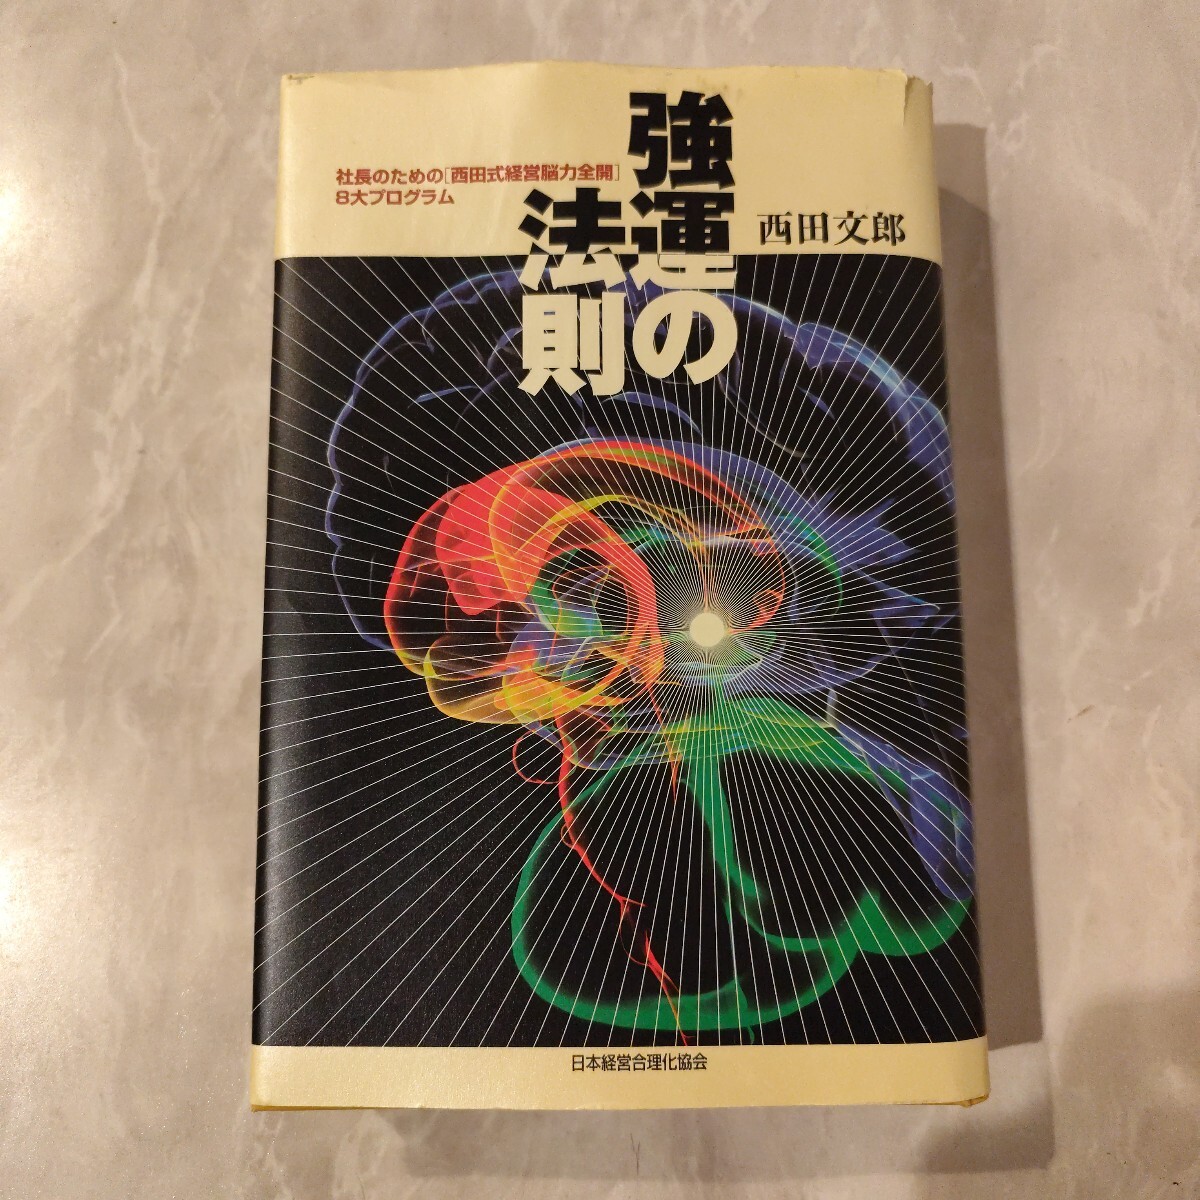 強運の
法則
社長のための[西田式経営脳力全開]
8大プログラム
西田文郎
日本経営合理化協会